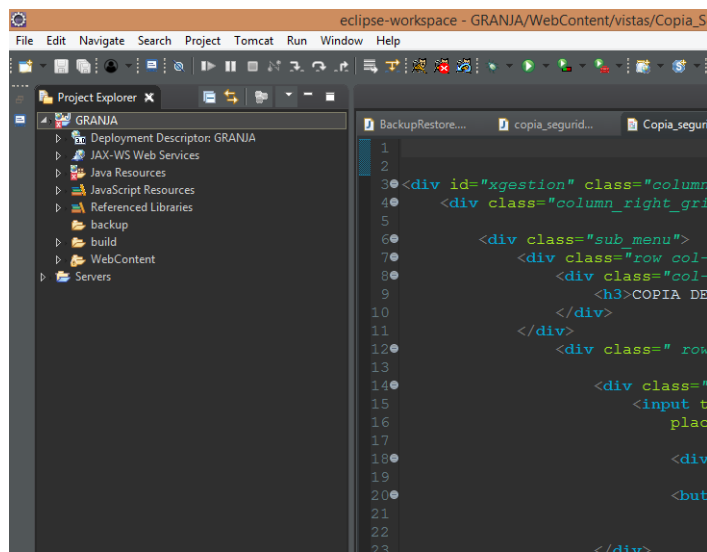 eclipse-workspace - GRANJA/WebContent/vistas/Copia_S
File Edit Navigate Search Project Tomcat Run Window Help
Project Explorer
GRANJA
Deployment Descriptor: GRANJA
JAX-WS Web Services
Java Resources
JavaScript Resources
Referenced Libraries
backup
build
WebContent
Servers
BackupRestore.... copia_segurid... Copia_seguri
1
2
3 <div id="xgestion" class="column
4 <div class="column_right_gri
5
6 <div class="sub_menu">
7 <div class="row col-
8 <div class="col-
9 <h3>COPIA DE
10 </div>
11 </div>
12 <div class=" row
13
14 <div class="
15 <input t
16 plac
17
18 <div
19
20 <but
21
22
23 </div>